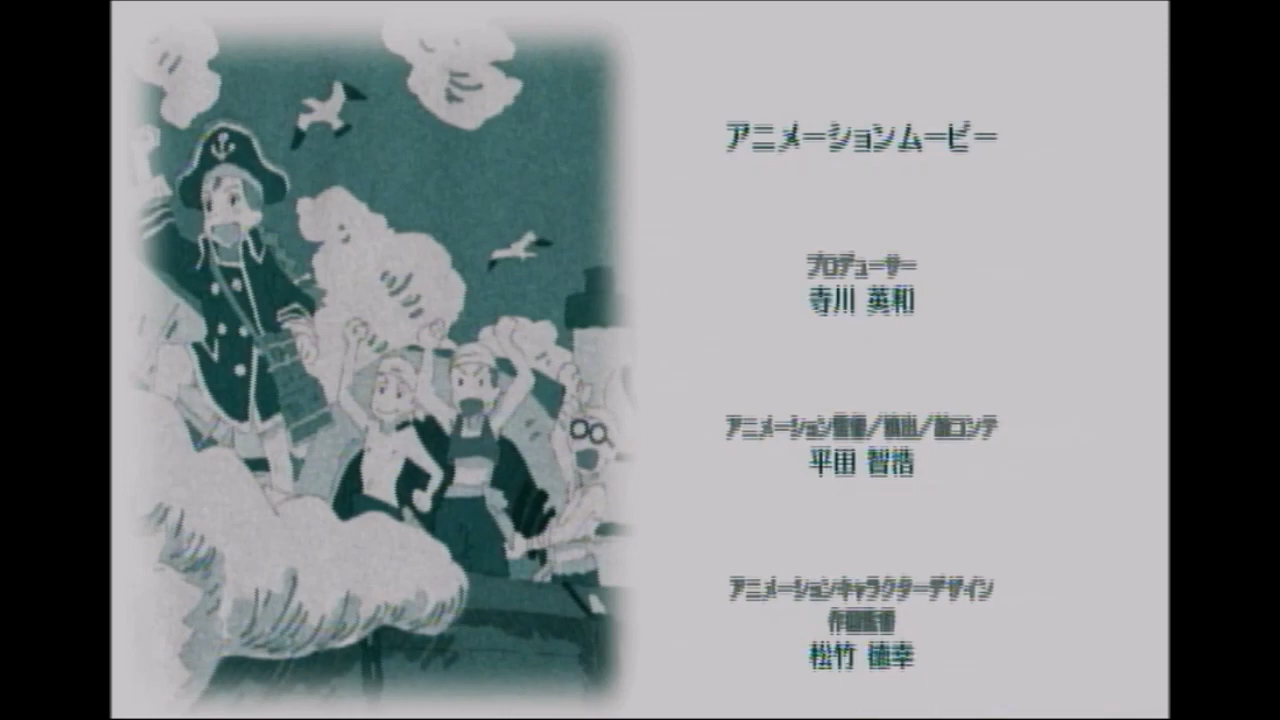 アニメーションムービー
プロデューサー
寺川 英和
アニメーション監督/演出/絵コンテ
平田 智浩
アニメーションキャラクターデザイン
作画監督
松竹 徳幸